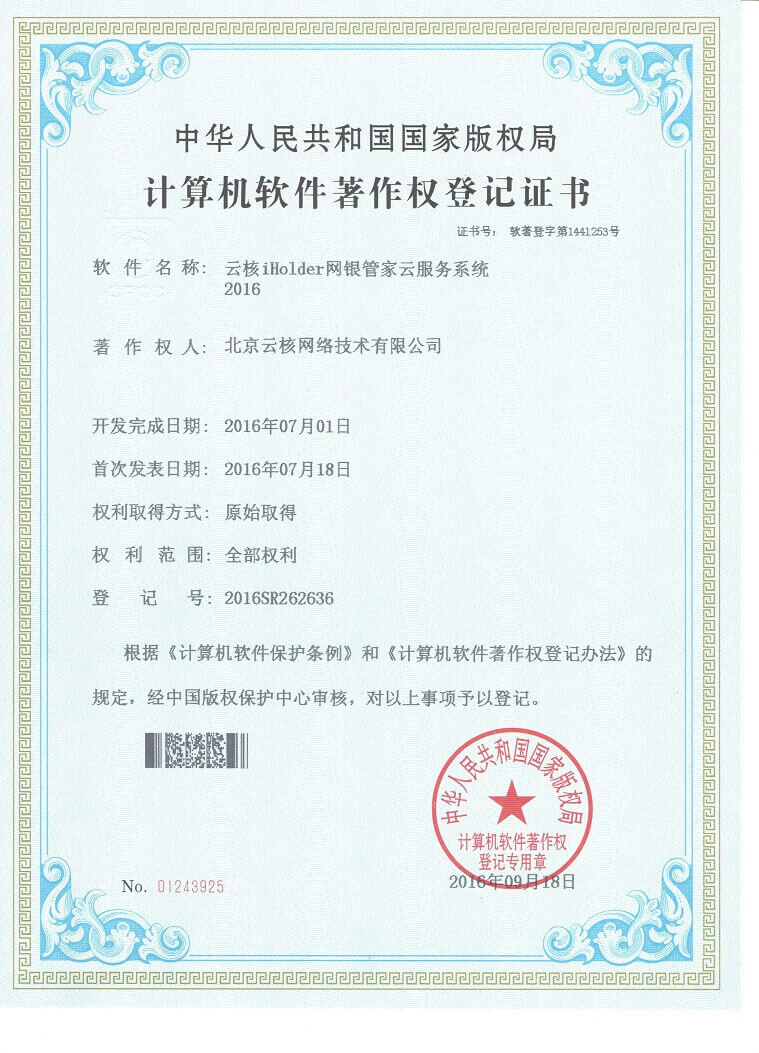 中华人民共和国国家版权局
计算机软件著作权登记证书
证书号： 软著登字第1441253号
软件名称： 云核iHolder网银管家云服务系统
2016
著作权人： 北京云核网络技术有限公司
开发完成日期： 2016年07月01日
首次发表日期： 2016年07月18日
权利取得方式： 原始取得
权利范围： 全部权利
登记号： 2016SR262636
根据《计算机软件保护条例》和《计算机软件著作权登记办法》的
规定，经中国版权保护中心审核，对以上事项予以登记。
中华人民共和国国家版权局
计算机软件著作权
登记专用章
2016年09月18日
No. 01243925